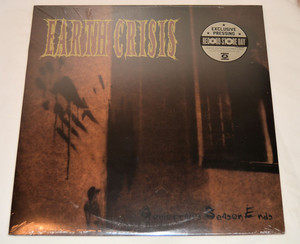 EARTH CRISIS
EXCLUSIVE
PRESSING
RECORD STORE DAY
Season Ends